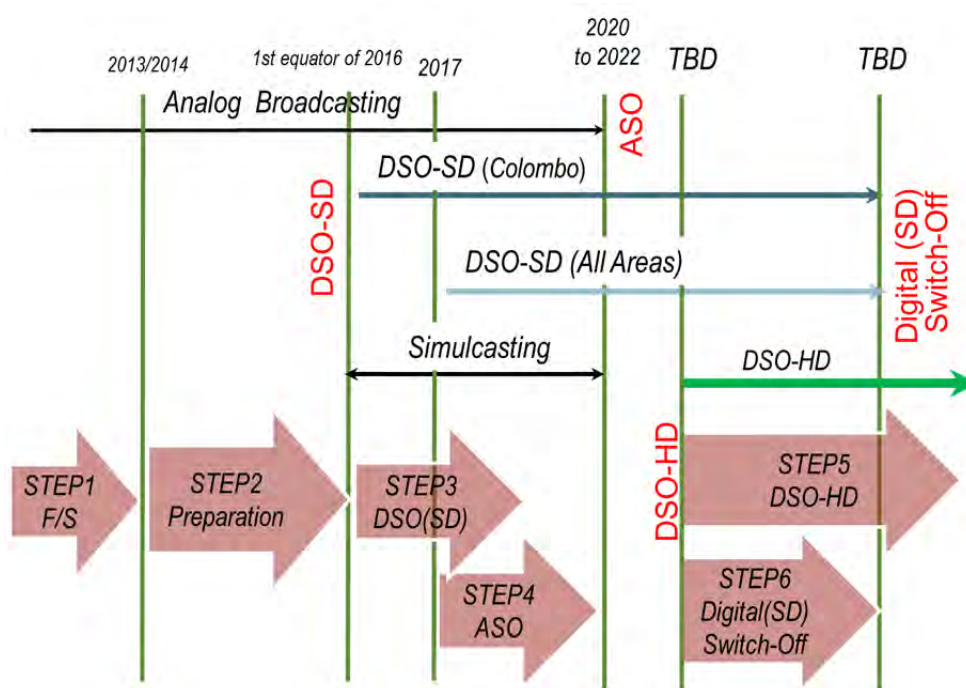 2013/2014
1st equator of 2016
2017
2020
to 2022
TBD
TBD
Analog Broadcasting
ASO
DSO-SD (Colombo)
DSO-SD
DSO-SD (All Areas)
Digital (SD)
Switch-Off
Simulcasting
DSO-HD
DSO-HD
STEP1
F/S
STEP2
Preparation
STEP3
DSO(SD)
STEP5
DSO-HD
STEP4
ASO
STEP6
Digital(SD)
Switch-Off